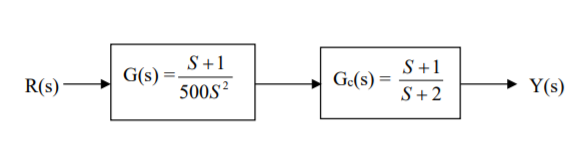 R(s) G(s) = S+1 / 500S² Gc(s) = S+1 / S+2 Y(s)